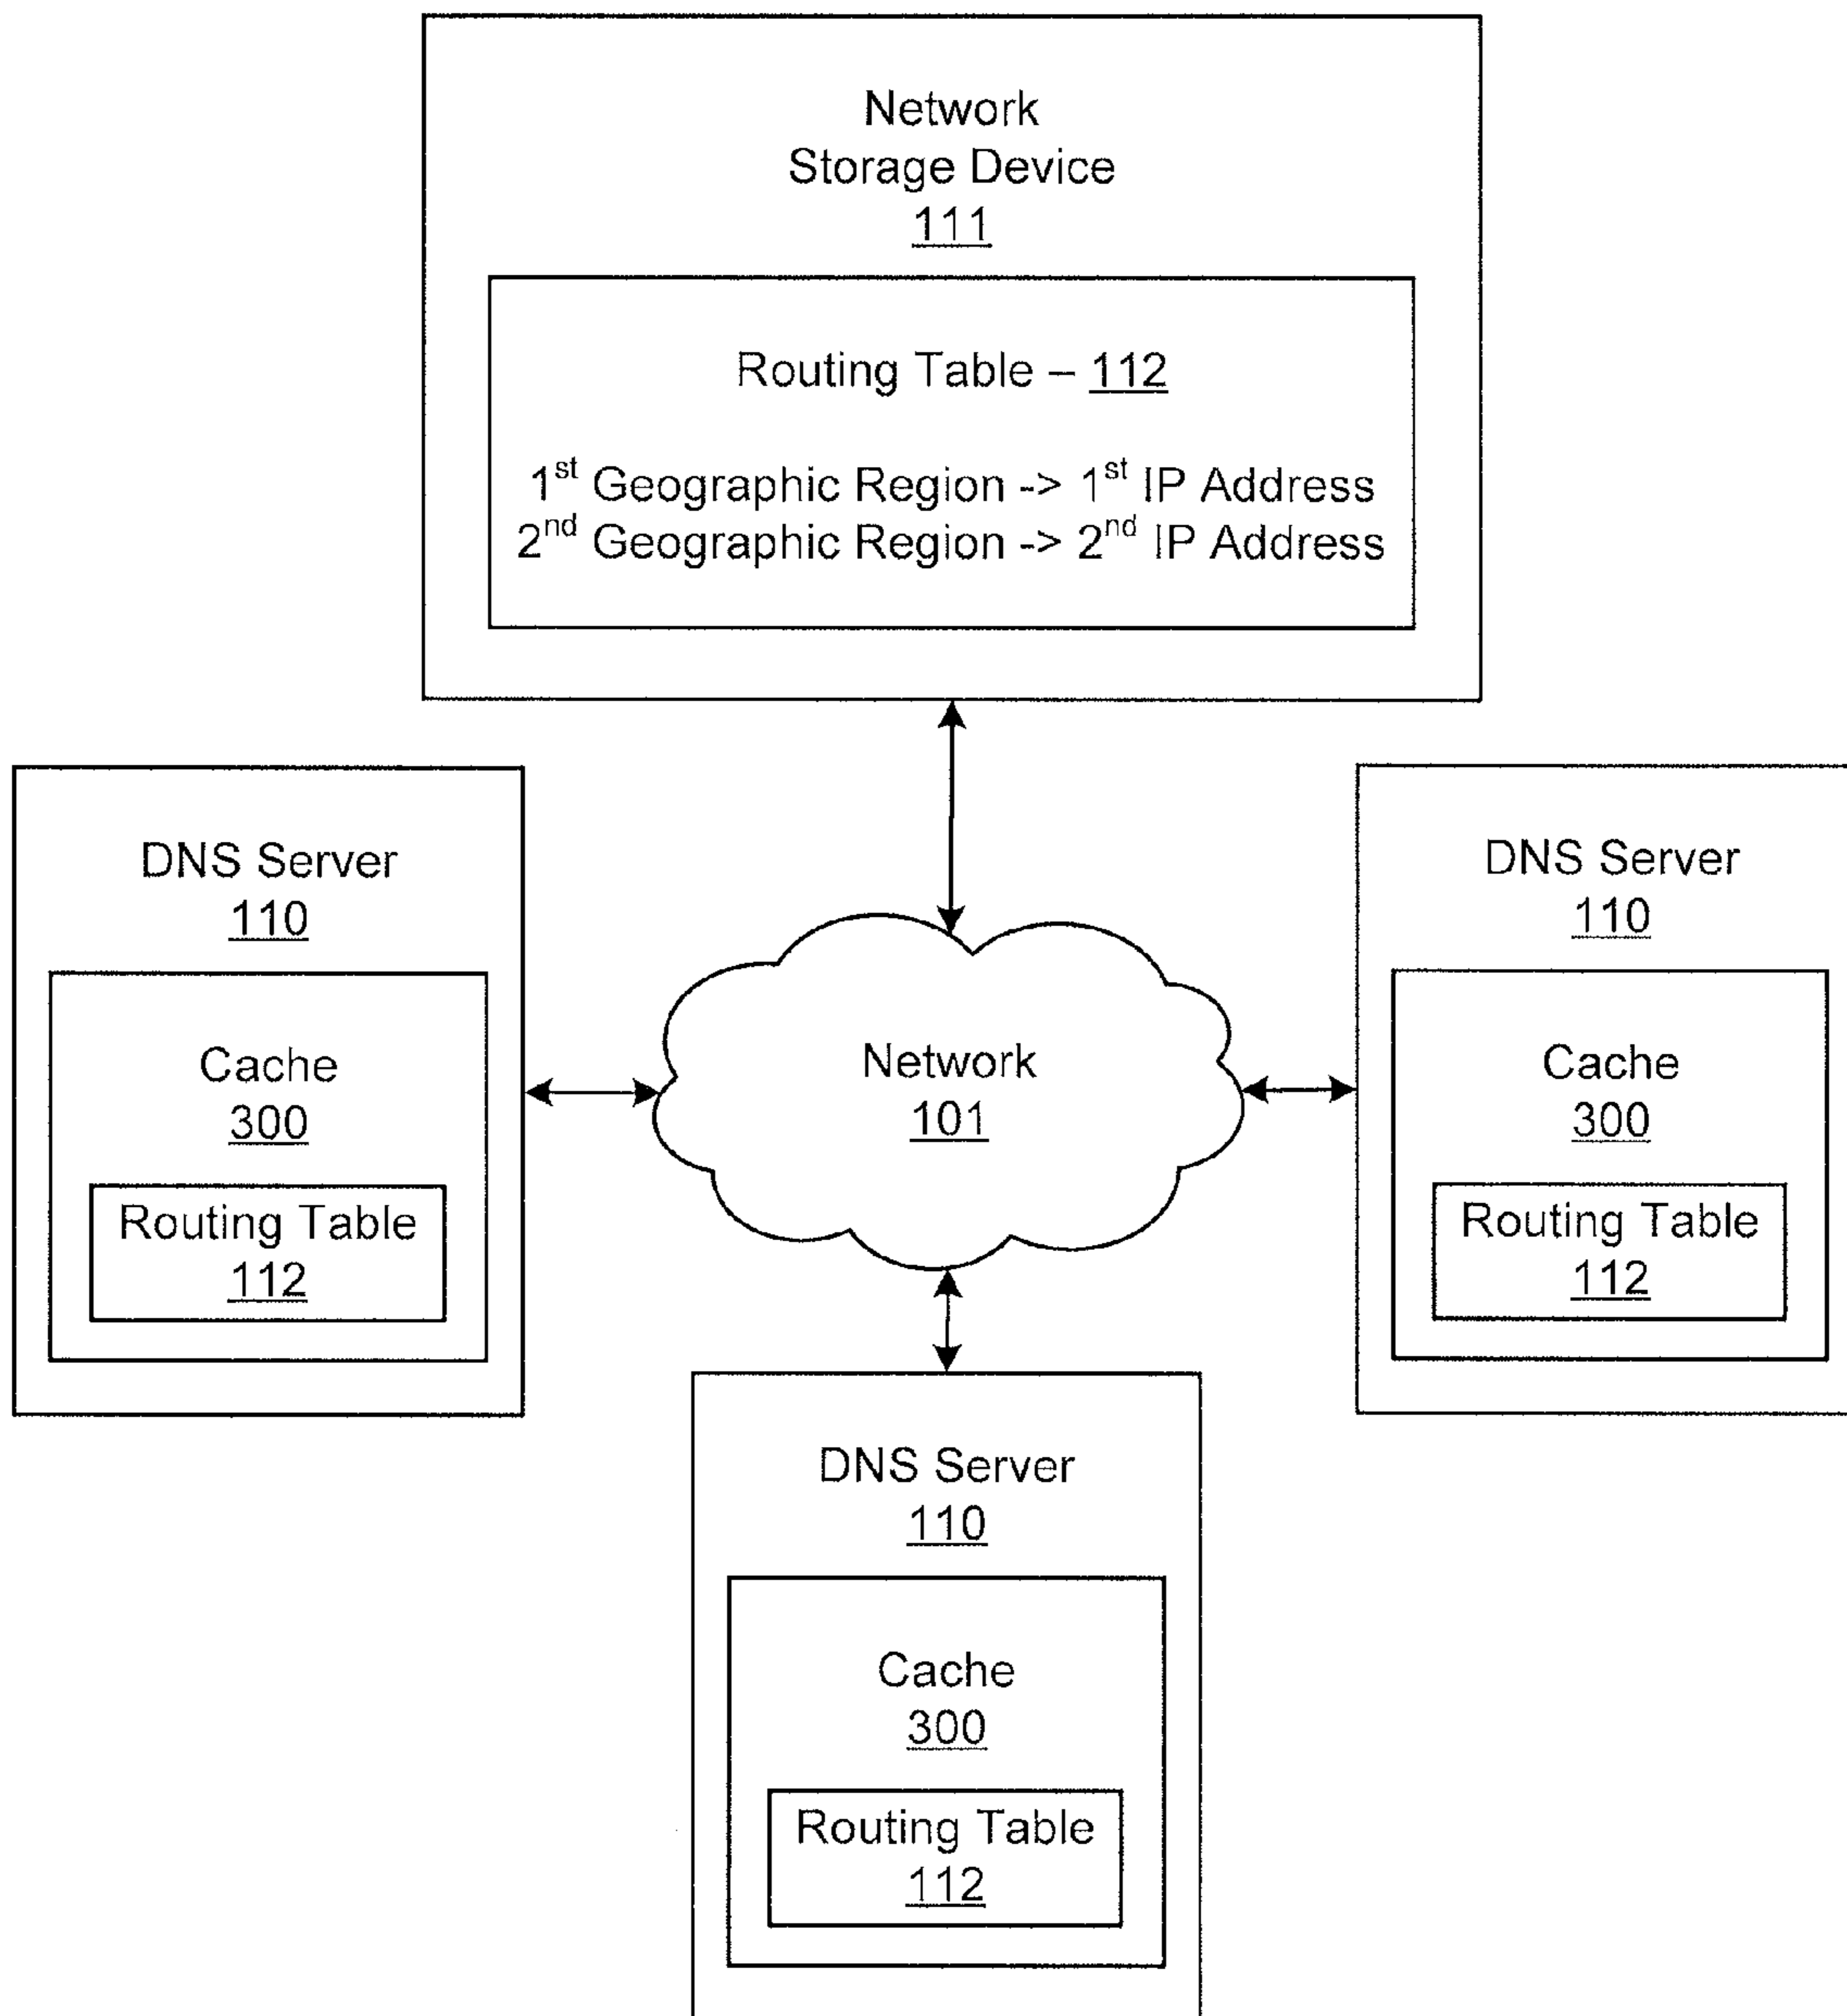 Network
Storage Device
111
Routing Table – 112
1st Geographic Region -> 1st IP Address
2nd Geographic Region -> 2nd IP Address
DNS Server
110
Cache
300
Routing Table
112
Network
101
DNS Server
110
Cache
300
Routing Table
112
DNS Server
110
Cache
300
Routing Table
112